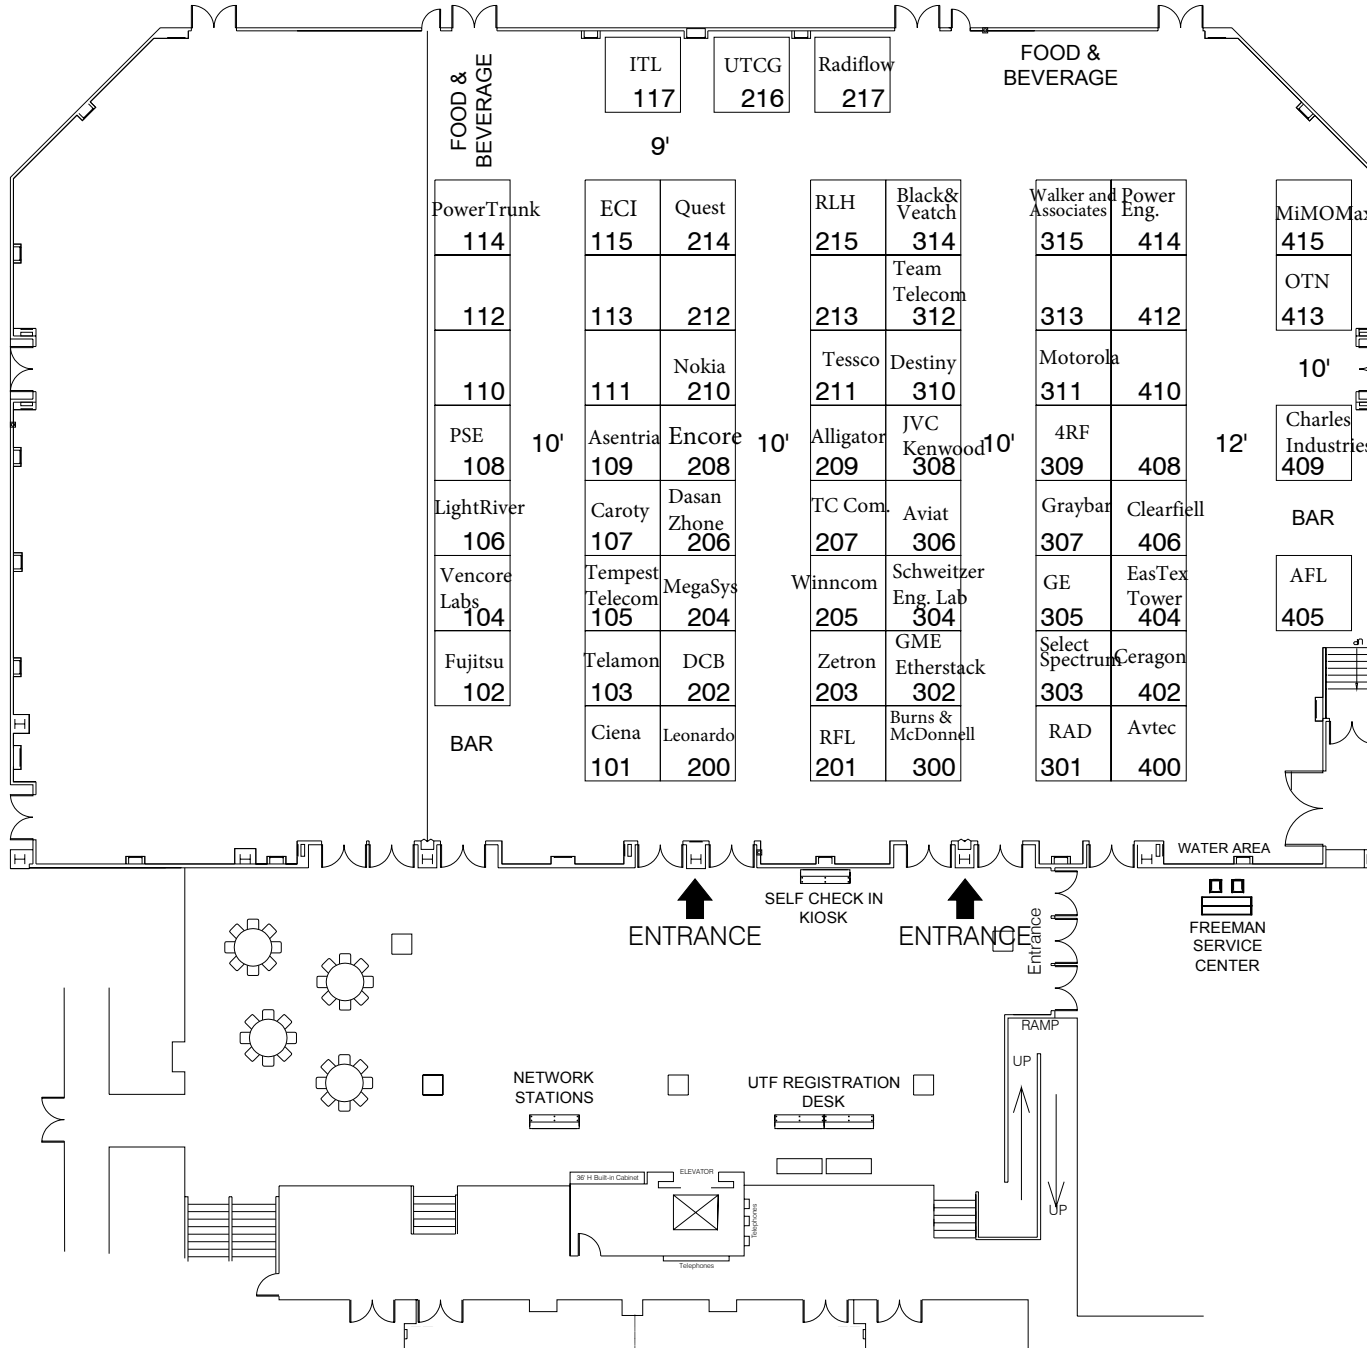 FOOD &
BEVERAGE
ITL
117
UTCG
216
Radiflow
217
FOOD &
BEVERAGE
9'
PowerTrunk
114
ECI
115
Quest
214
RLH
215
Black&
Veatch
314
Walker and
Associates
315
Power
Eng.
414
MiMOMax
415
112
113
212
213
Team
Telecom
312
313
412
OTN
413
110
111
Nokia
210
Tessco
211
Destiny
310
Motorola
311
410
10'
PSE
108
10'
Asentria
109
Encore
208
10'
Alligator
209
JVC
Kenwood
308
10'
4RF
309
408
12'
Charles
Industries
409
LightRiver
106
Caroty
107
Dasan
Zhone
206
TC Com.
207
Aviat
306
Graybar
307
Clearfiell
406
BAR
Vencore
Labs
104
Tempest
Telecom
105
MegaSys
204
Winncom
205
Schweitzer
Eng. Lab
304
GE
305
EasTex
Tower
404
AFL
405
Fujitsu
102
Telamon
103
DCB
202
Zetron
203
GME
Etherstack
302
Select
Spectrum
303
Ceragon
402
BAR
Ciena
101
Leonardo
200
RFL
201
Burns &
McDonnell
300
RAD
301
Avtec
400
H
H
H
H
H
H
WATER AREA
ENTRANCE
SELF CHECK IN
KIOSK
ENTRANCE
Entrance
FREEMAN
SERVICE
CENTER
RAMP
UP
UP
NETWORK
STATIONS
UTF REGISTRATION
DESK
36' H Built-in Cabinet
ELEVATOR
Telephones
Telephones